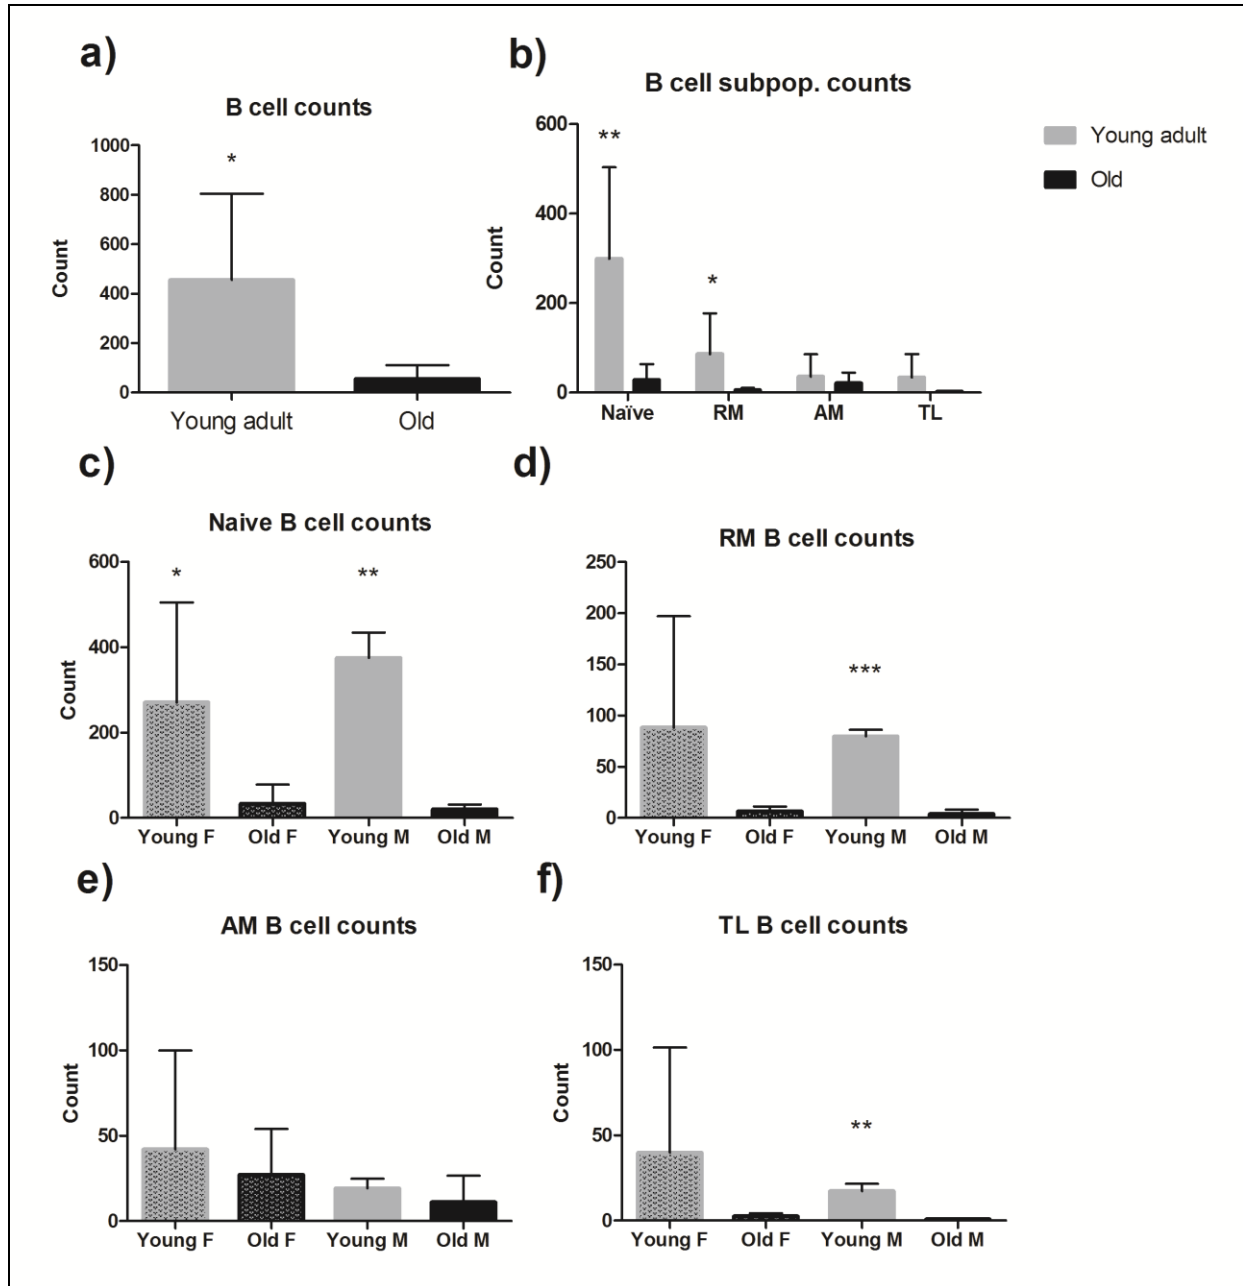 a)
B cell counts
*
1000
800
600
400
200
0
Count
Young adult Old
b)
B cell subpop. counts
**
*
600
400
200
0
Count
Naïve RM AM TL
Young adult
Old
c)
Naive B cell counts
* **
600
400
200
0
Count
Young F Old F Young M Old M
d)
RM B cell counts
***
250
200
150
100
50
0
Count
Young F Old F Young M Old M
e)
AM B cell counts
150
100
50
0
Count
Young F Old F Young M Old M
f)
TL B cell counts
**
150
100
50
0
Count
Young F Old F Young M Old M